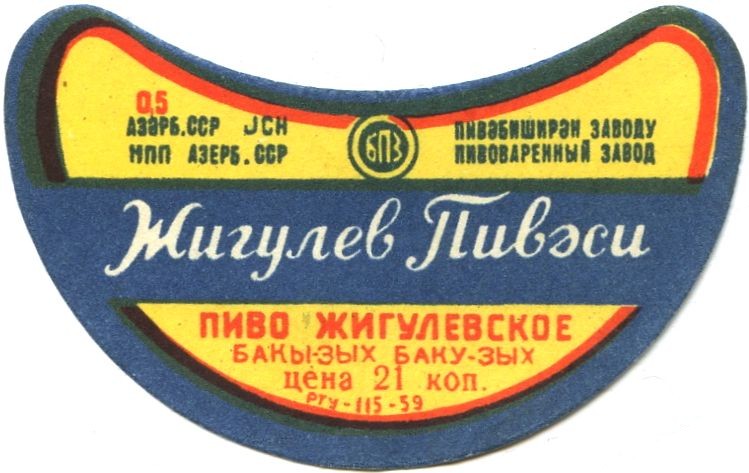 0,5
АЗӘРБ.ССР ЈСН
МПП АЗЕРБ.ССР
БПЗ
ПИВӘБИШИРӘН ЗАВОДУ
ПИВОВАРЕННЫЙ ЗАВОД
Жигулев Пивәси
ПИВО ЖИГУЛЕВСКОЕ
БАКЫ-ЗЫХ БАКУ-ЗЫХ
цена 21 коп.
РТУ-115-59